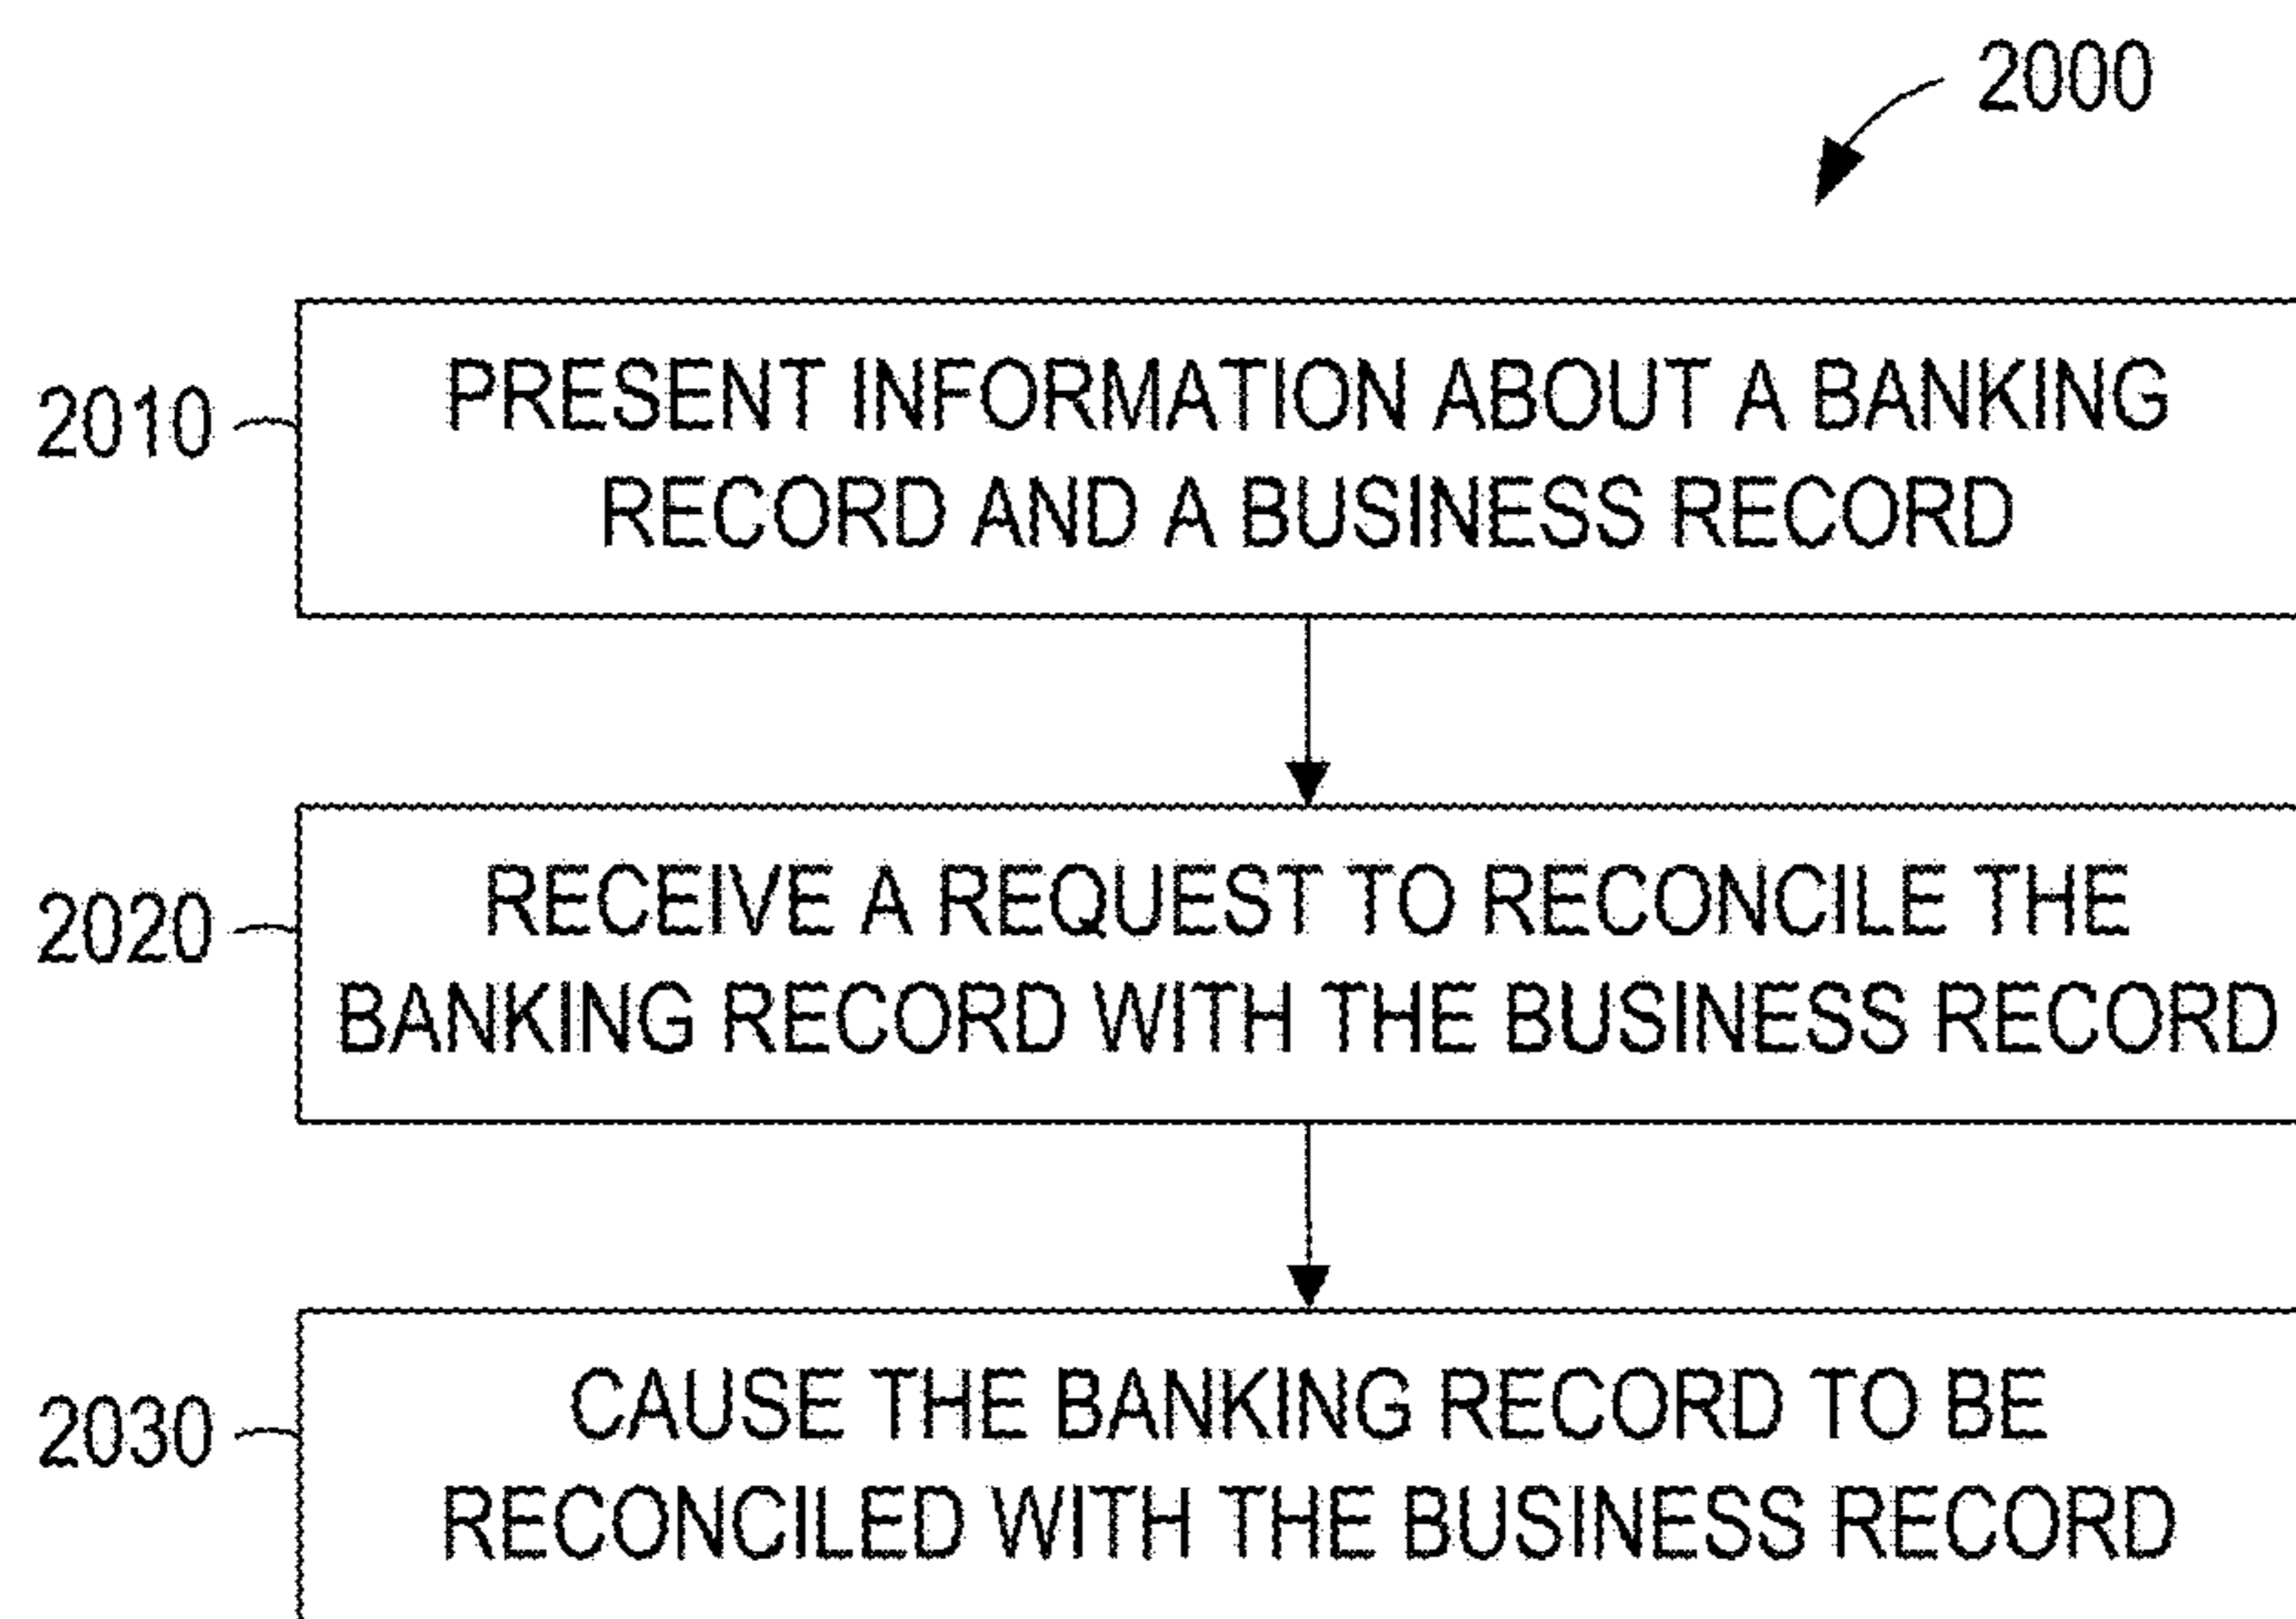 2000
2010
PRESENT INFORMATION ABOUT A BANKING
RECORD AND A BUSINESS RECORD
2020
RECEIVE A REQUEST TO RECONCILE THE
BANKING RECORD WITH THE BUSINESS RECORD
2030
CAUSE THE BANKING RECORD TO BE
RECONCILED WITH THE BUSINESS RECORD